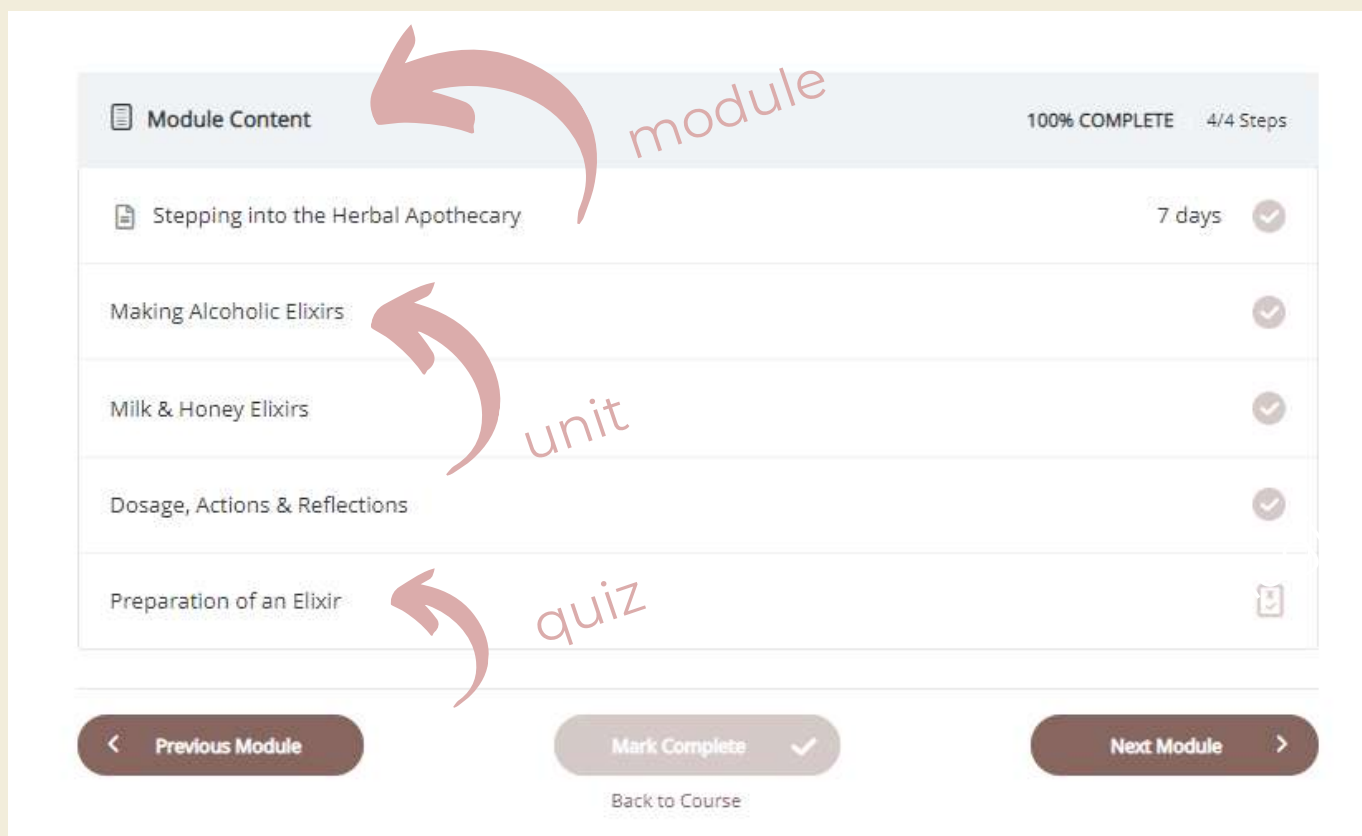 Module Content
module
100% COMPLETE 4/4 Steps
Stepping into the Herbal Apothecary 7 days
Making Alcoholic Elixirs
Milk & Honey Elixirs
unit
Dosage, Actions & Reflections
Preparation of an Elixir
quiz
Previous Module
Mark Complete
Next Module
Back to Course